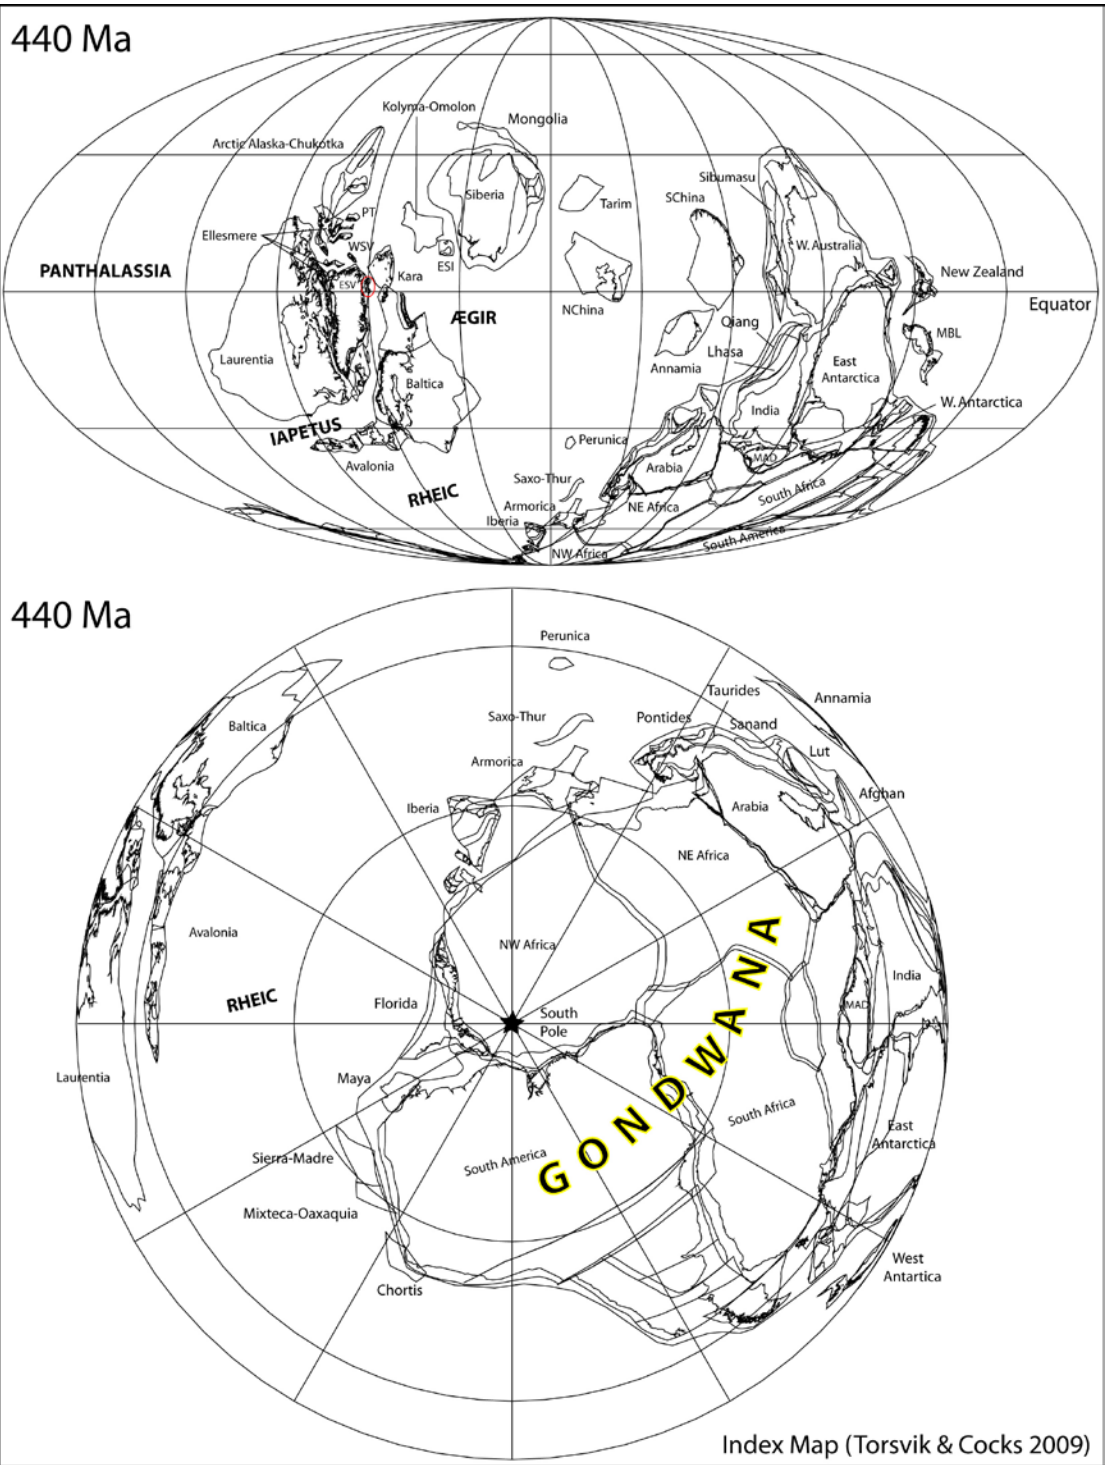 440 Ma
Kolyma-Omolon
Mongolia
Arctic Alaska-Chukotka
Siberia
Tarim
Sibumasu
SChina
PT
Ellesmere
WSV
W. Australia
ESI
PANTHALASSIA
Kara
ESV
New Zealand
Equator
NChina
ÆGIR
Qiang
MBL
Lhasa
Laurentia
Annamia
East
Antarctica
Baltica
India
W. Antarctica
IAPETUS
Perunica
MAD
Avalonia
Arabia
Saxo-Thur
RHEIC
South Africa
Armorica
NE Africa
Iberia
South America
NW Africa
440 Ma
Perunica
Taurides
Annamia
Baltica
Saxo-Thur
Pontides
Sanand
Lut
Armorica
Afghan
Iberia
Arabia
NE Africa
Avalonia
NW Africa
GONDWANA
India
RHEIC
Florida
MAD
South
Pole
Laurentia
Maya
South Africa
East
Antarctica
Sierra-Madre
South America
Mixteca-Oaxaquia
West
Antartica
Chortis
Index Map (Torsvik & Cocks 2009)